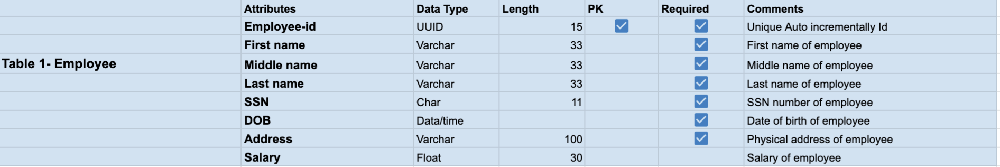 Attributes Data Type Length PK Required Comments
Employee-id UUID 15 Unique Auto incrementally Id
First name Varchar 33 First name of employee
Table 1- Employee Middle name Varchar 33 Middle name of employee
Last name Varchar 33 Last name of employee
SSN Char 11 SSN number of employee
DOB Data/time Date of birth of employee
Address Varchar 100 Physical address of employee
Salary Float 30 Salary of employee